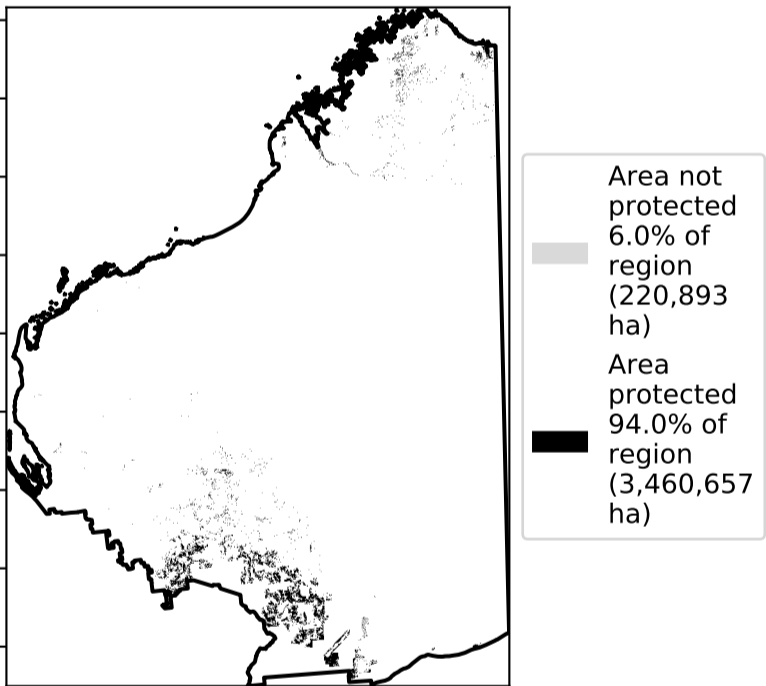 Area not
protected
6.0% of
region
(220,893
ha)
Area
protected
94.0% of
region
(3,460,657
ha)